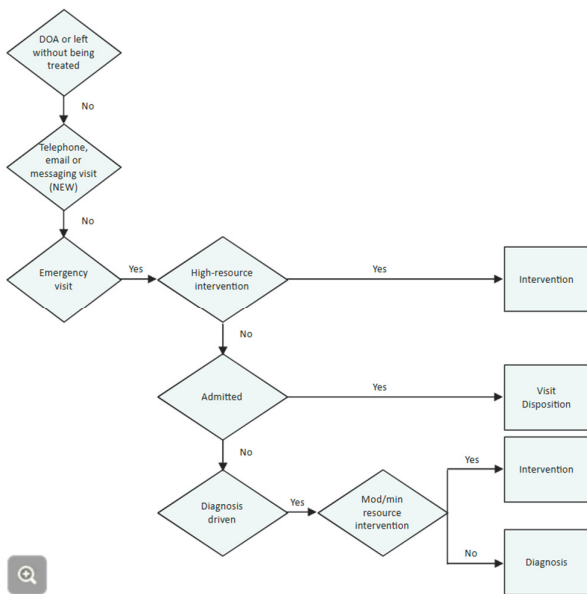 DOA or left
without being
treated
No
Telephone,
email or
messaging visit
(NEW)
No
Emergency
visit
Yes
High-resource
intervention
Yes
Intervention
No
Admitted
Yes
Visit
Disposition
No
Diagnosis
driven
Yes
Mod/min
resource
intervention
Yes
Intervention
No
Diagnosis